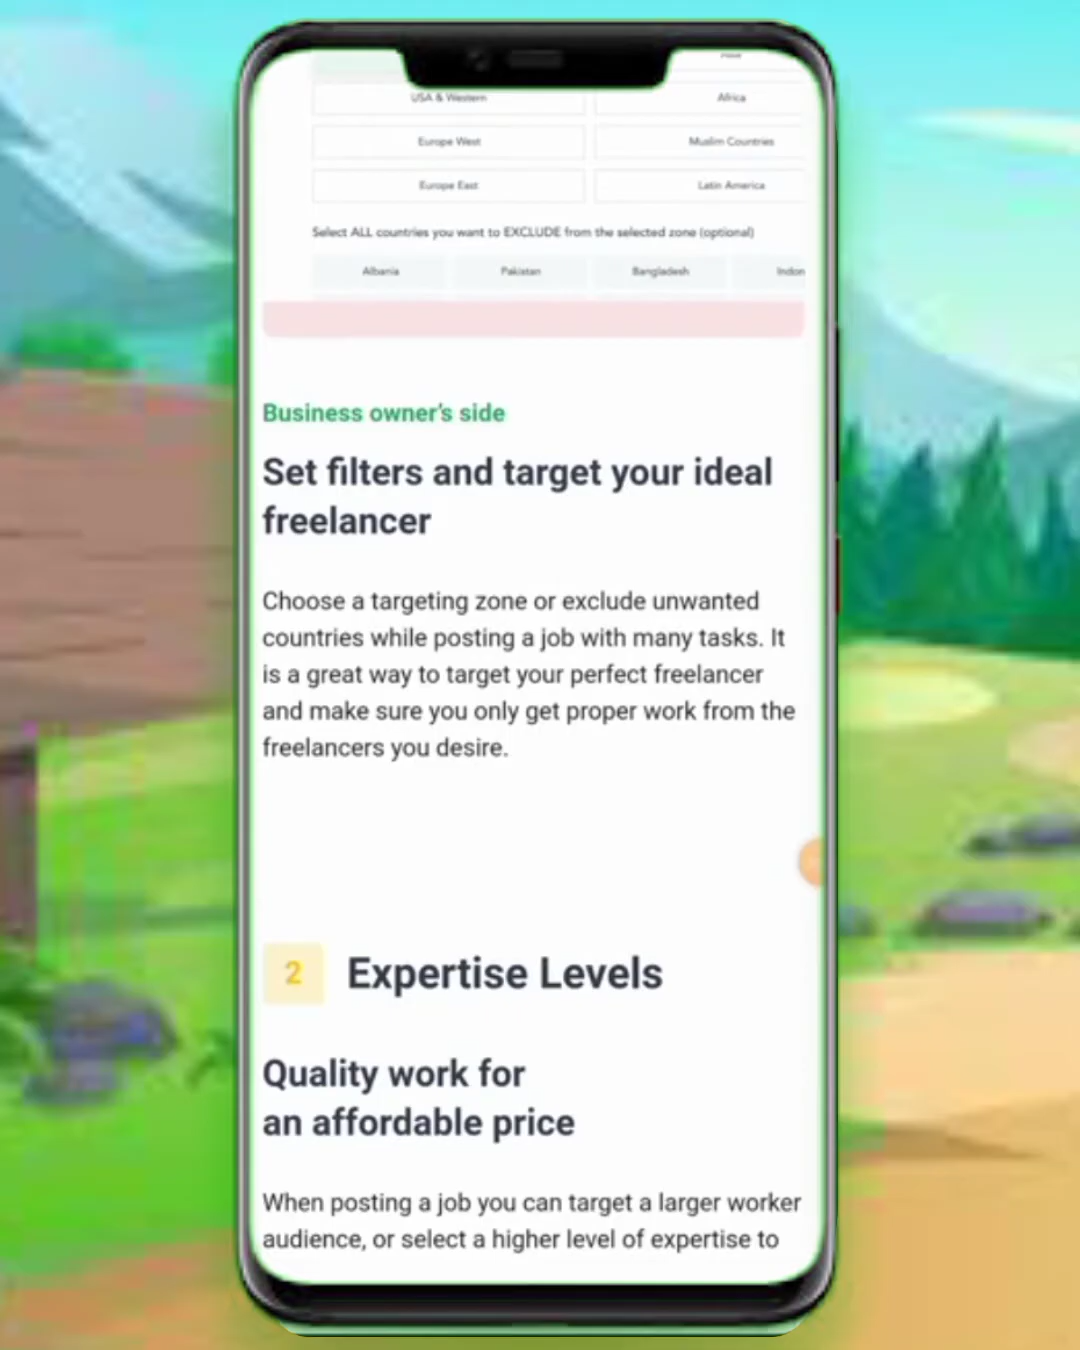 USA & Western
Africa
Europe West
Muslim Countries
Europe East
Latin America
Select ALL countries you want to EXCLUDE from the selected zone (optional)
Albania
Pakistan
Bangladesh
Indon
Business owner's side
Set filters and target your ideal
freelancer
Choose a targeting zone or exclude unwanted
countries while posting a job with many tasks. It
is a great way to target your perfect freelancer
and make sure you only get proper work from the
freelancers you desire.
2
Expertise Levels
Quality work for
an affordable price
When posting a job you can target a larger worker
audience, or select a higher level of expertise to